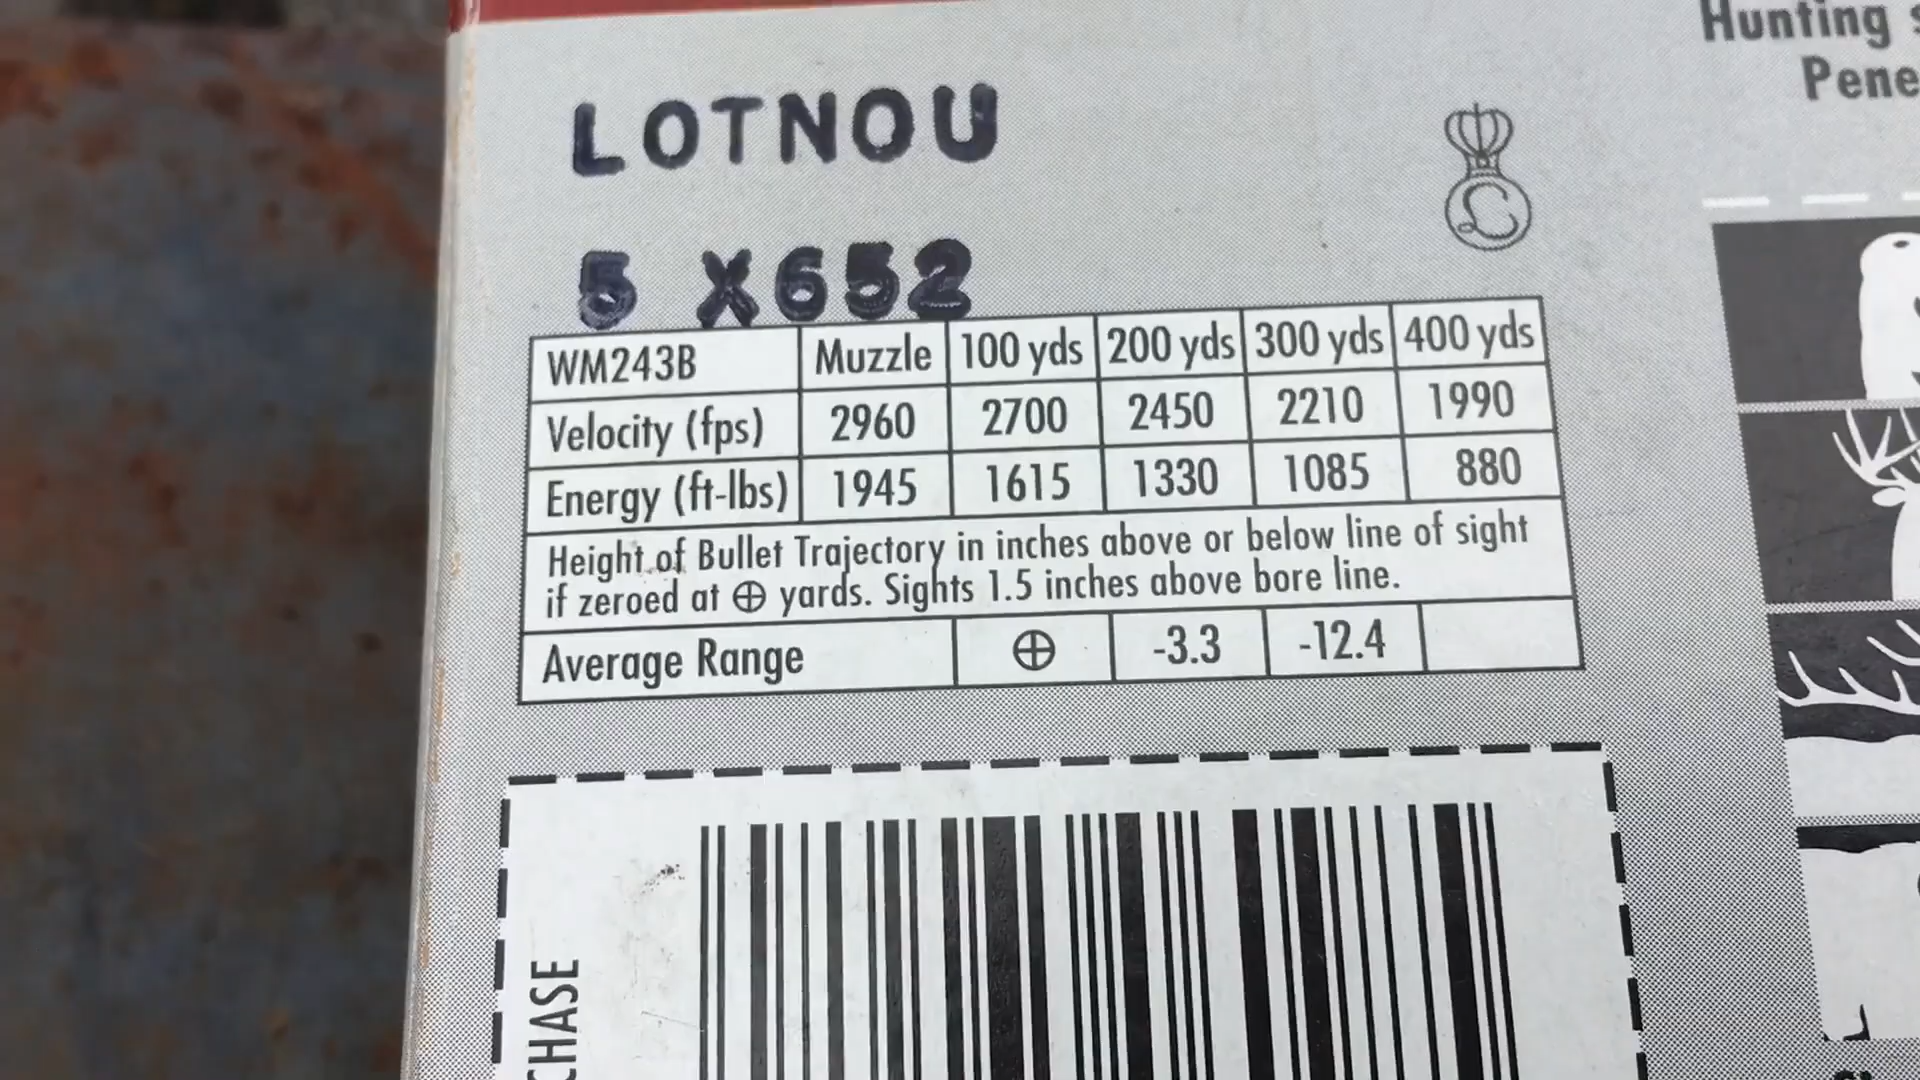 Hunting
Pene
LOTNOU
5 X652
WM243B Muzzle 100 yds 200 yds 300 yds 400 yds
Velocity (fps) 2960 2700 2450 2210 1990
Energy (ft-lbs) 1945 1615 1330 1085 880
Height of Bullet Trajectory in inches above or below line of sight
if zeroed at ⊕ yards. Sights 1.5 inches above bore line.
Average Range ⊕ -3.3 -12.4
CHASE